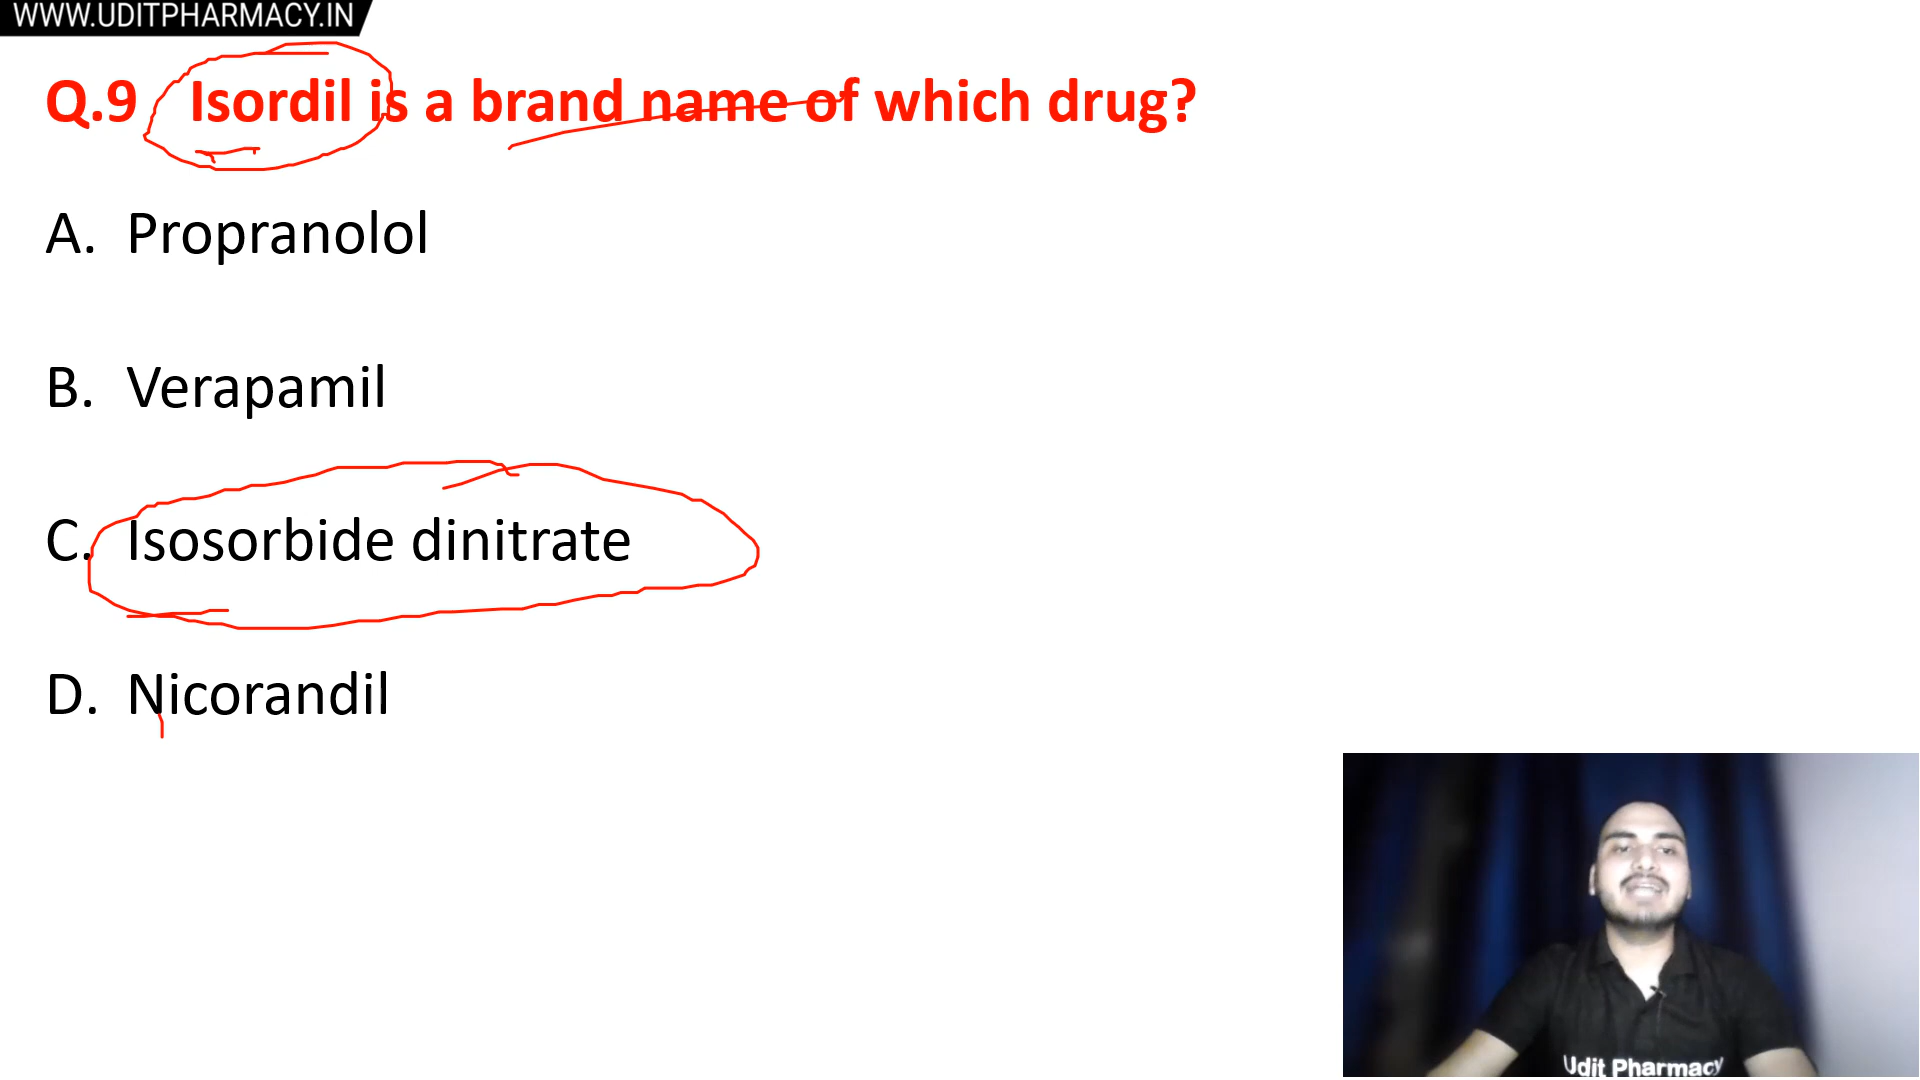 WWW.UDITPHARMACY.IN
Q.9 Isordil is a brand name of which drug?
A. Propranolol
B. Verapamil
C. Isosorbide dinitrate
D. Nicorandil
Udit Pharmacy